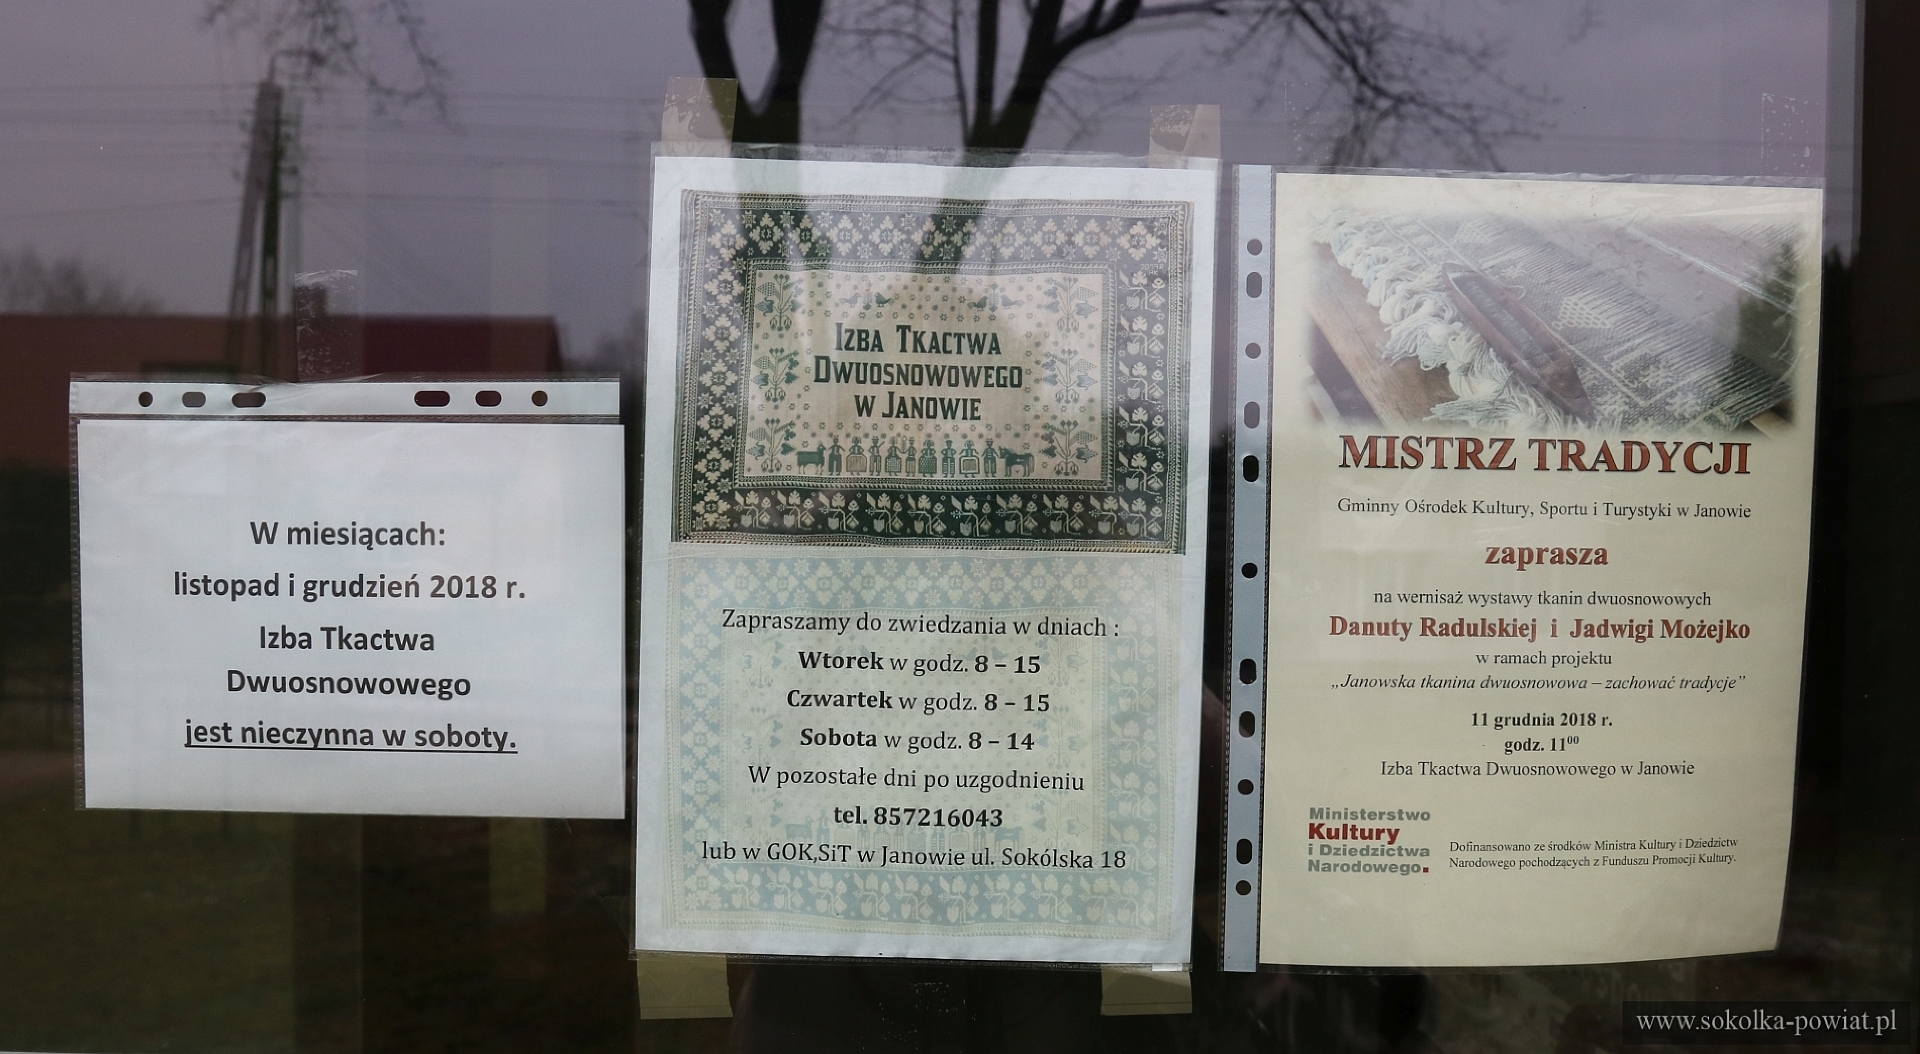 W miesiącach:
listopad i grudzień 2018 r.
Izba Tkactwa
Dwuosnowowego
jest nieczynna w soboty.
Izba Tkactwa
Dwuosnowowego
w Janowie
Zapraszamy do zwiedzania w dniach :
Wtorek w godz. 8 – 15
Czwartek w godz. 8 – 15
Sobota w godz. 8 – 14
W pozostałe dni po uzgodnieniu
tel. 857216043
lub w GOK,SiT w Janowie ul. Sokólska 18
MISTRZ TRADYCJI
Gminny Ośrodek Kultury, Sportu i Turystyki w Janowie
zaprasza
na wernisaż wystawy tkanin dwuosnowowych
Danuty Radulskiej i Jadwigi Możejko
w ramach projektu
„Janowska tkanina dwuosnowowa – zachować tradycje”
11 grudnia 2018 r.
godz. 11⁰⁰
Izba Tkactwa Dwuosnowowego w Janowie
Ministerstwo
Kultury
i Dziedzictwa
Narodowego.
Dofinansowano ze środków Ministra Kultury i Dziedzictw
Narodowego pochodzących z Funduszu Promocji Kultury.
www.sokolka-powiat.pl